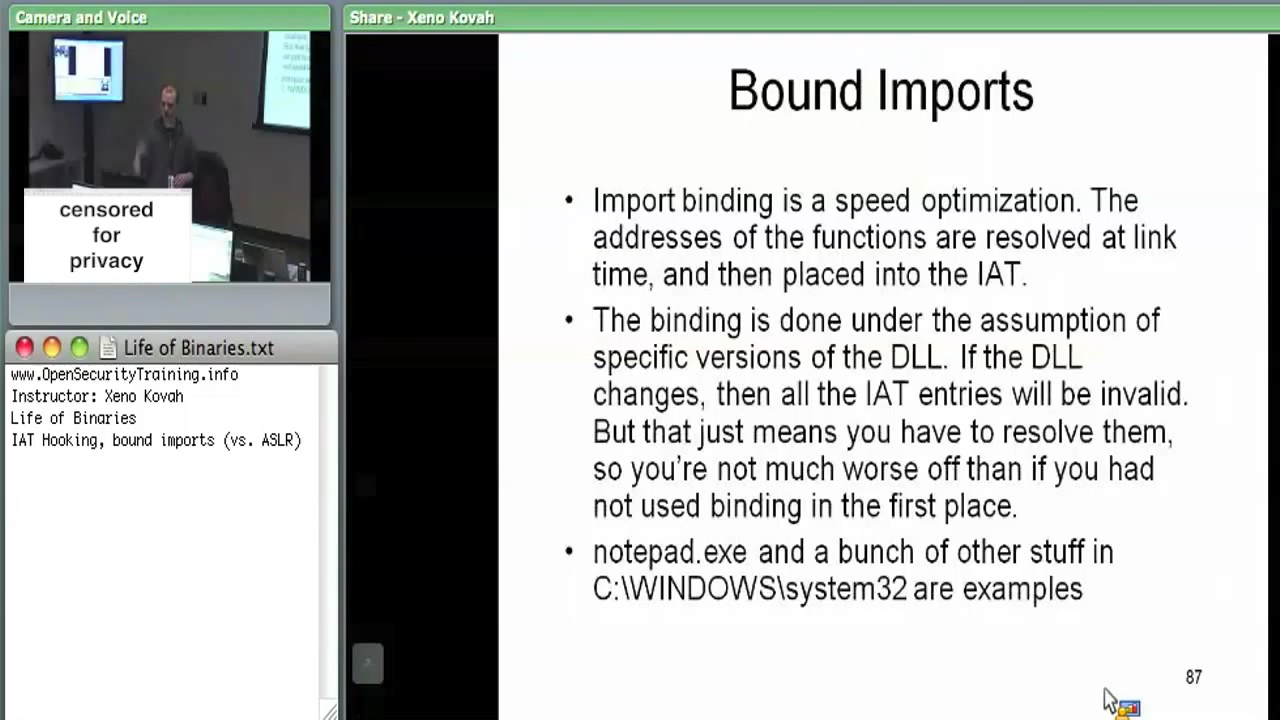 Camera and Voice
Share - Xeno Kovah
censored
for
privacy
Life of Binaries.txt
www.OpenSecurityTraining.info
Instructor: Xeno Kovah
Life of Binaries
IAT Hooking, bound imports (vs. ASLR)
Bound Imports
• Import binding is a speed optimization. The
addresses of the functions are resolved at link
time, and then placed into the IAT.
• The binding is done under the assumption of
specific versions of the DLL. If the DLL
changes, then all the IAT entries will be invalid.
But that just means you have to resolve them,
so you're not much worse off than if you had
not used binding in the first place.
• notepad.exe and a bunch of other stuff in
C:\WINDOWS\system32 are examples
87